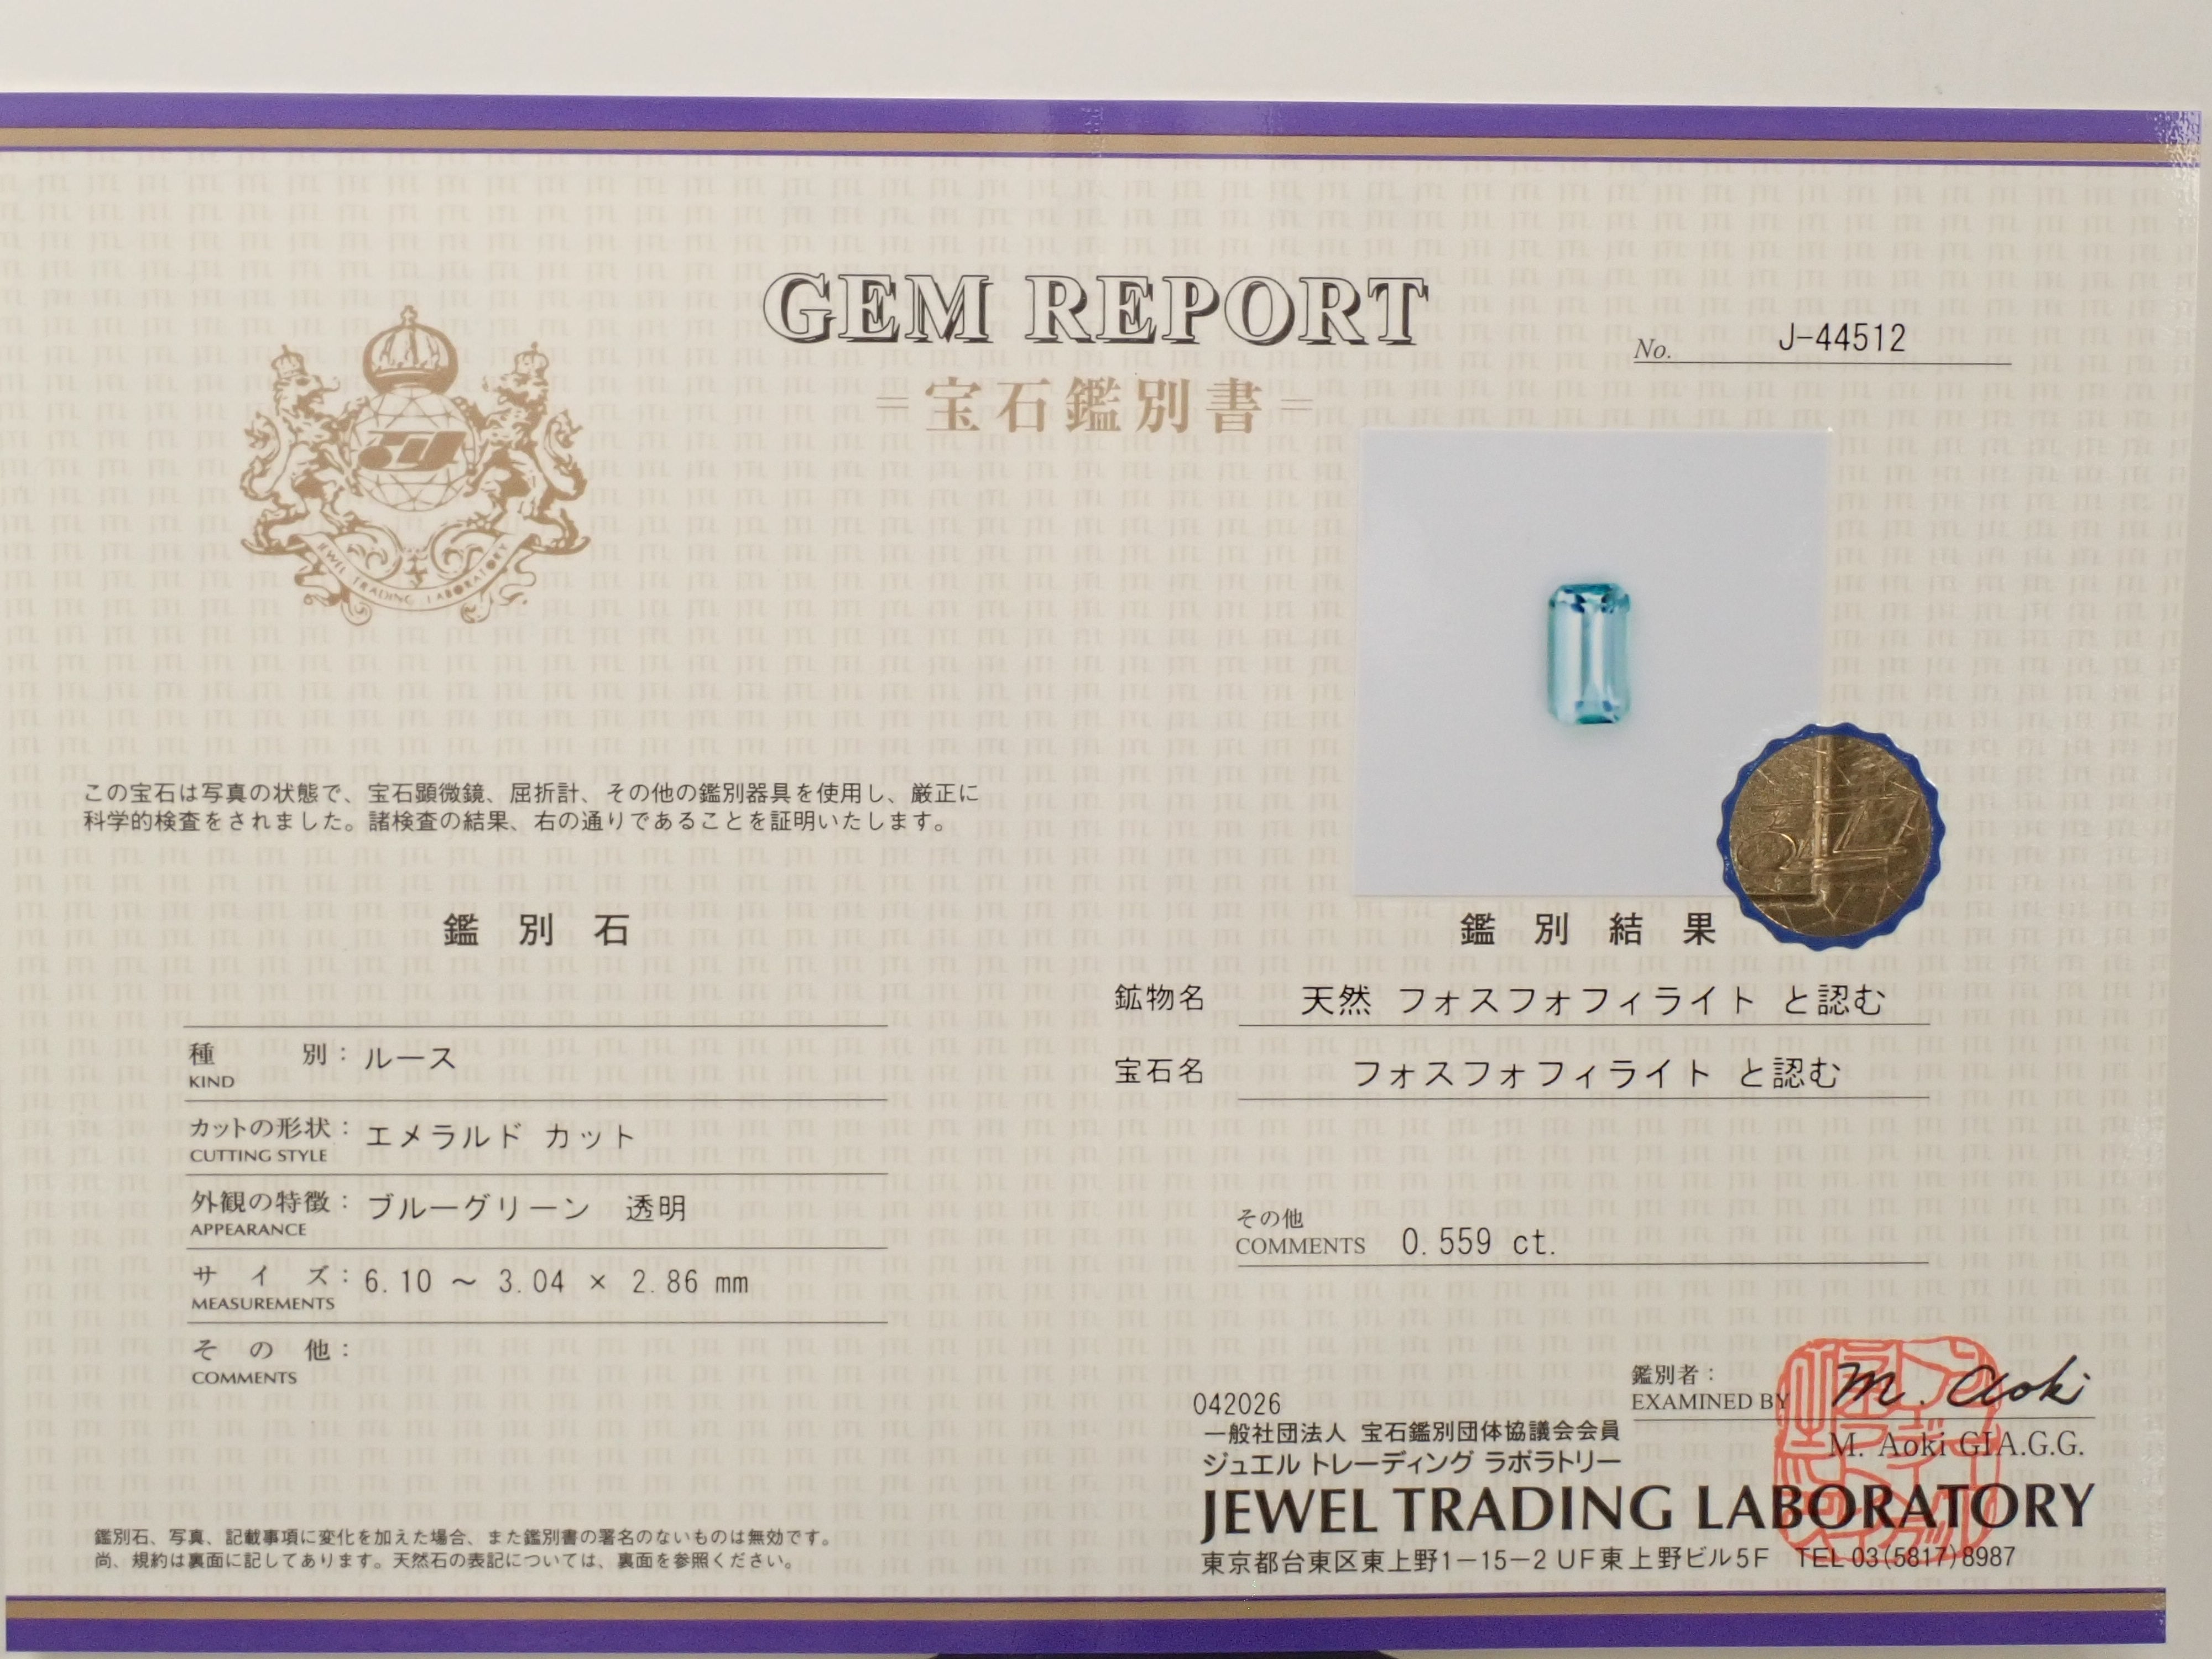 GEM REPORT
No. J-44512
=宝石鑑別書=
JEWEL TRADING LABORATORY
この宝石は写真の状態で、宝石顕微鏡、屈折計、その他の鑑別器具を使用し、厳正に
科学的検査をされました。諸検査の結果、右の通りであることを証明いたします。
鑑別石
種別: ルース
KIND
カットの形状: エメラルド カット
CUTTING STYLE
外観の特徴: ブルーグリーン 透明
APPEARANCE
サイズ: 6.10 ～ 3.04 × 2.86 mm
MEASUREMENTS
その他:
COMMENTS
鑑別石、写真、記載事項に変化を加えた場合、また鑑別書の署名のないものは無効です。
尚、規約は裏面に記してあります。天然石の表記については、裏面を参照ください。
鑑別結果
鉱物名 天然 フォスフォフィライト と認む
宝石名 フォスフォフィライト と認む
その他
COMMENTS 0.559 ct.
鑑別者:
EXAMINED BY M. Aoki
M. Aoki G.I.A.G.G.
042026
一般社団法人 宝石鑑別団体協議会会員
ジュエル トレーディング ラボラトリー
JEWEL TRADING LABORATORY
東京都台東区東上野1－15－2 UF東上野ビル5F TEL 03(5817)8987